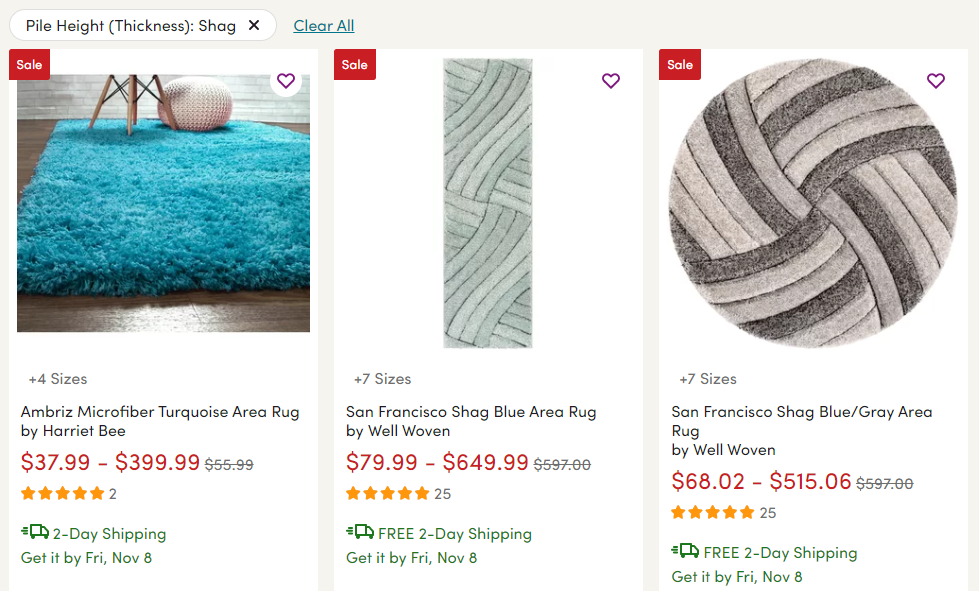 Pile Height (Thickness): Shag ✕ Clear All
Sale
+4 Sizes
Ambriz Microfiber Turquoise Area Rug
by Harriet Bee
$37.99 - $399.99 $55.99
2
2-Day Shipping
Get it by Fri, Nov 8
Sale
+7 Sizes
San Francisco Shag Blue Area Rug
by Well Woven
$79.99 - $649.99 $597.00
25
FREE 2-Day Shipping
Get it by Fri, Nov 8
Sale
+7 Sizes
San Francisco Shag Blue/Gray Area
Rug
by Well Woven
$68.02 - $515.06 $597.00
25
FREE 2-Day Shipping
Get it by Fri, Nov 8